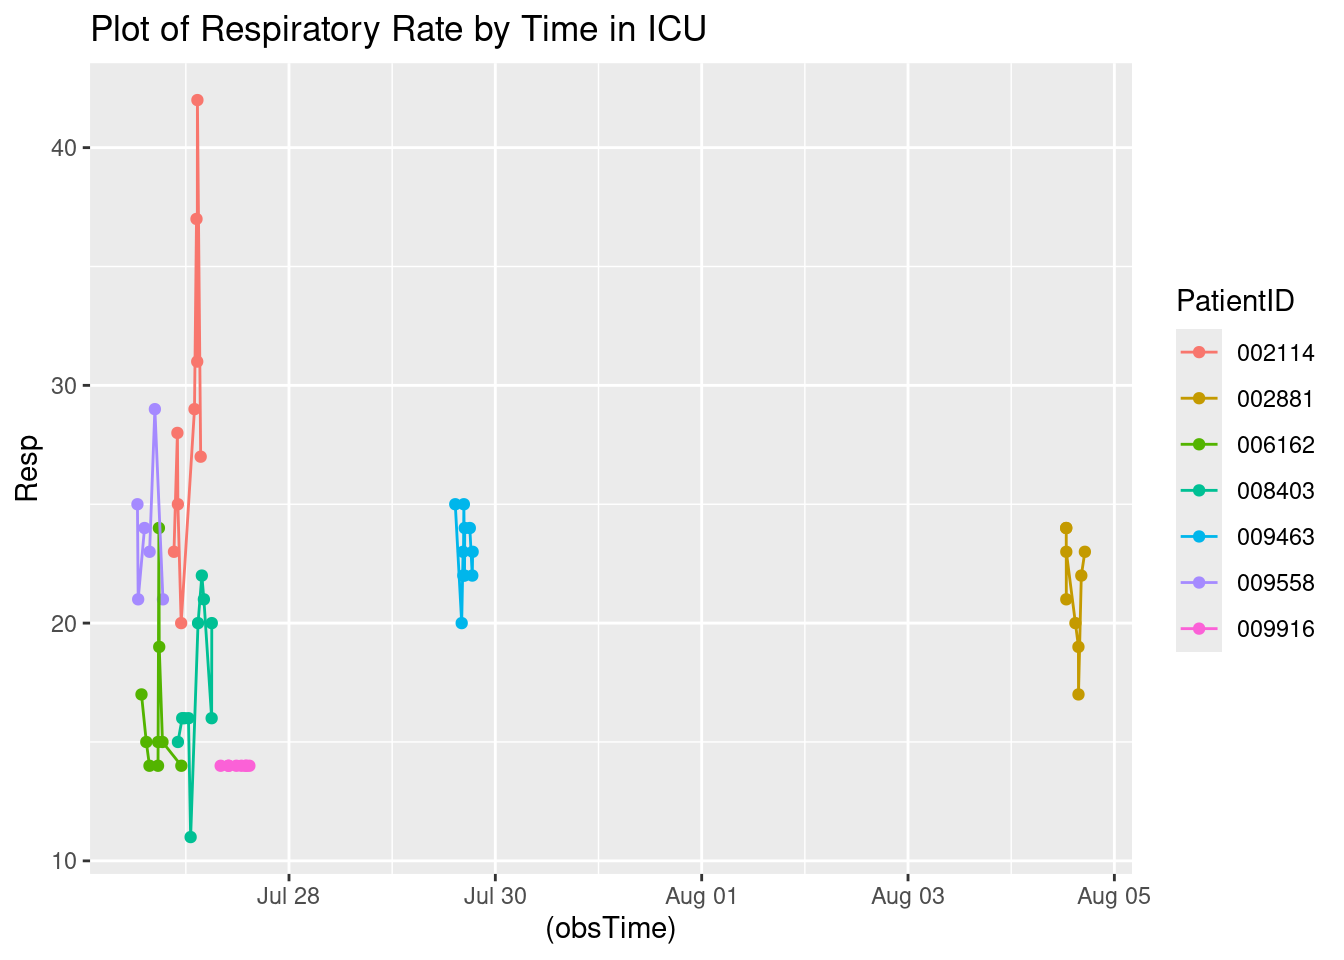 Plot of Respiratory Rate by Time in ICU
40
30
20
10
Resp
Jul 28
Jul 30
Aug 01
Aug 03
Aug 05
(obsTime)
PatientID
002114
002881
006162
008403
009463
009558
009916